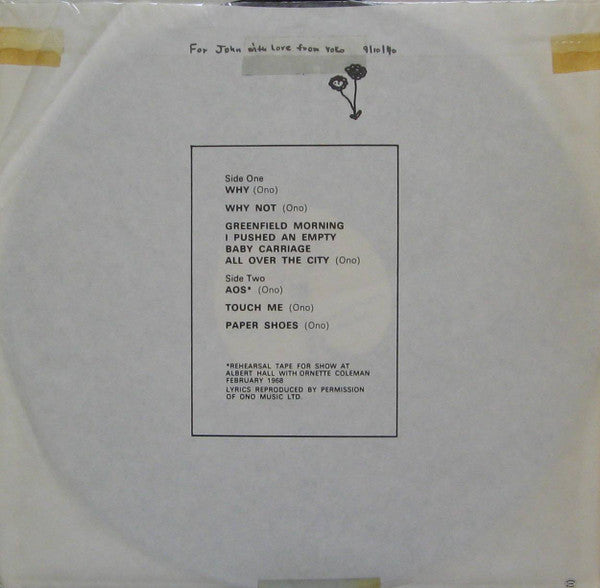 For John with Love from Yoko 9/10/70
Side One
WHY (Ono)
WHY NOT (Ono)
GREENFIELD MORNING
I PUSHED AN EMPTY
BABY CARRIAGE
ALL OVER THE CITY (Ono)
Side Two
AOS* (Ono)
TOUCH ME (Ono)
PAPER SHOES (Ono)
*REHEARSAL TAPE FOR SHOW AT
ALBERT HALL WITH ORNETTE COLEMAN
FEBRUARY 1968
LYRICS REPRODUCED BY PERMISSION
OF ONO MUSIC LTD.